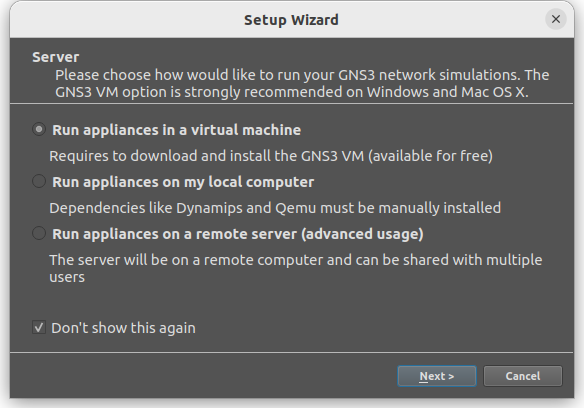 Setup Wizard
Server
Please choose how would like to run your GNS3 network simulations. The
GNS3 VM option is strongly recommended on Windows and Mac OS X.
Run appliances in a virtual machine
Requires to download and install the GNS3 VM (available for free)
Run appliances on my local computer
Dependencies like Dynamips and Qemu must be manually installed
Run appliances on a remote server (advanced usage)
The server will be on a remote computer and can be shared with multiple
users
Don't show this again
Next >
Cancel